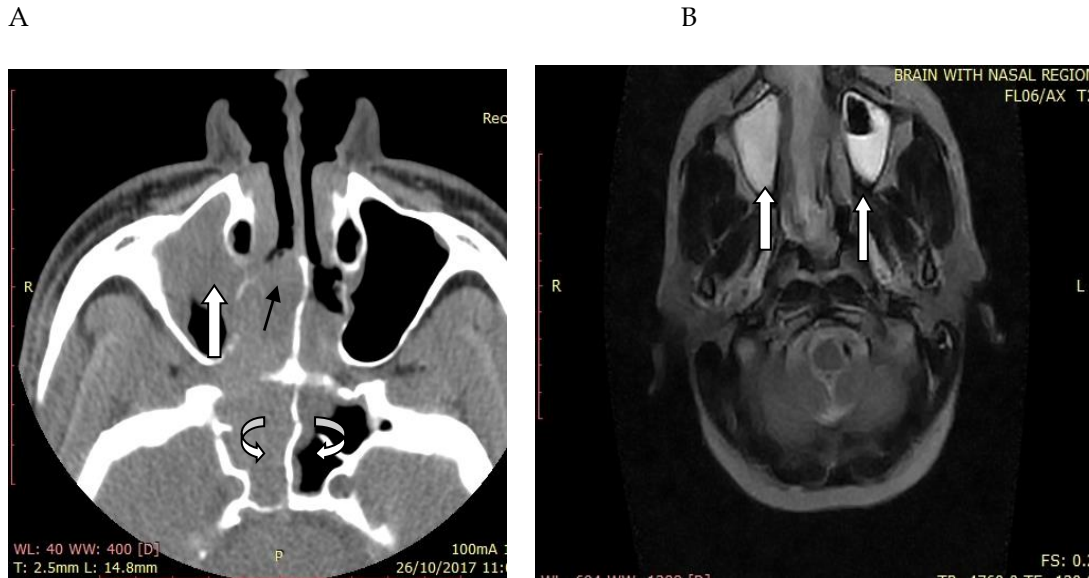 A
B
Rec
R
WL: 40 WW: 400 [D]
T: 2.5mm L: 14.8mm
P
100mA
26/10/2017
BRAIN WITH NASAL REGION
FL06/AX
R
L
FS: 0.